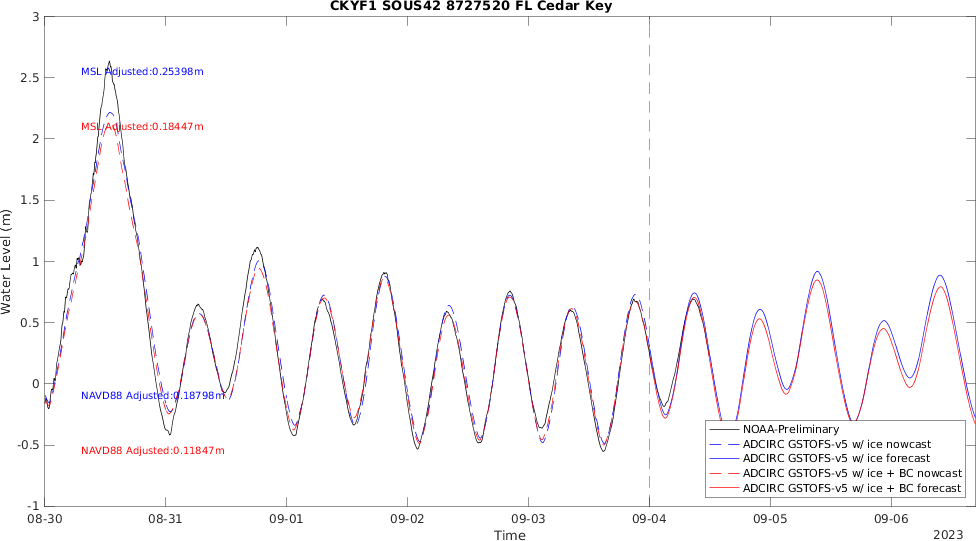 CKYF1 SOUS42 8727520 FL Cedar Key
Water Level (m)
3
2.5
2
1.5
1
0.5
0
-0.5
-1
MSL Adjusted:0.25398m
MSL Adjusted:0.18447m
NAVD88 Adjusted:0.18798m
NAVD88 Adjusted:0.11847m
NOAA-Preliminary
ADCIRC GSTOFS-v5 w/ ice nowcast
ADCIRC GSTOFS-v5 w/ ice forecast
ADCIRC GSTOFS-v5 w/ ice + BC nowcast
ADCIRC GSTOFS-v5 w/ ice + BC forecast
08-30 08-31 09-01 09-02 09-03 09-04 09-05 09-06
Time
2023